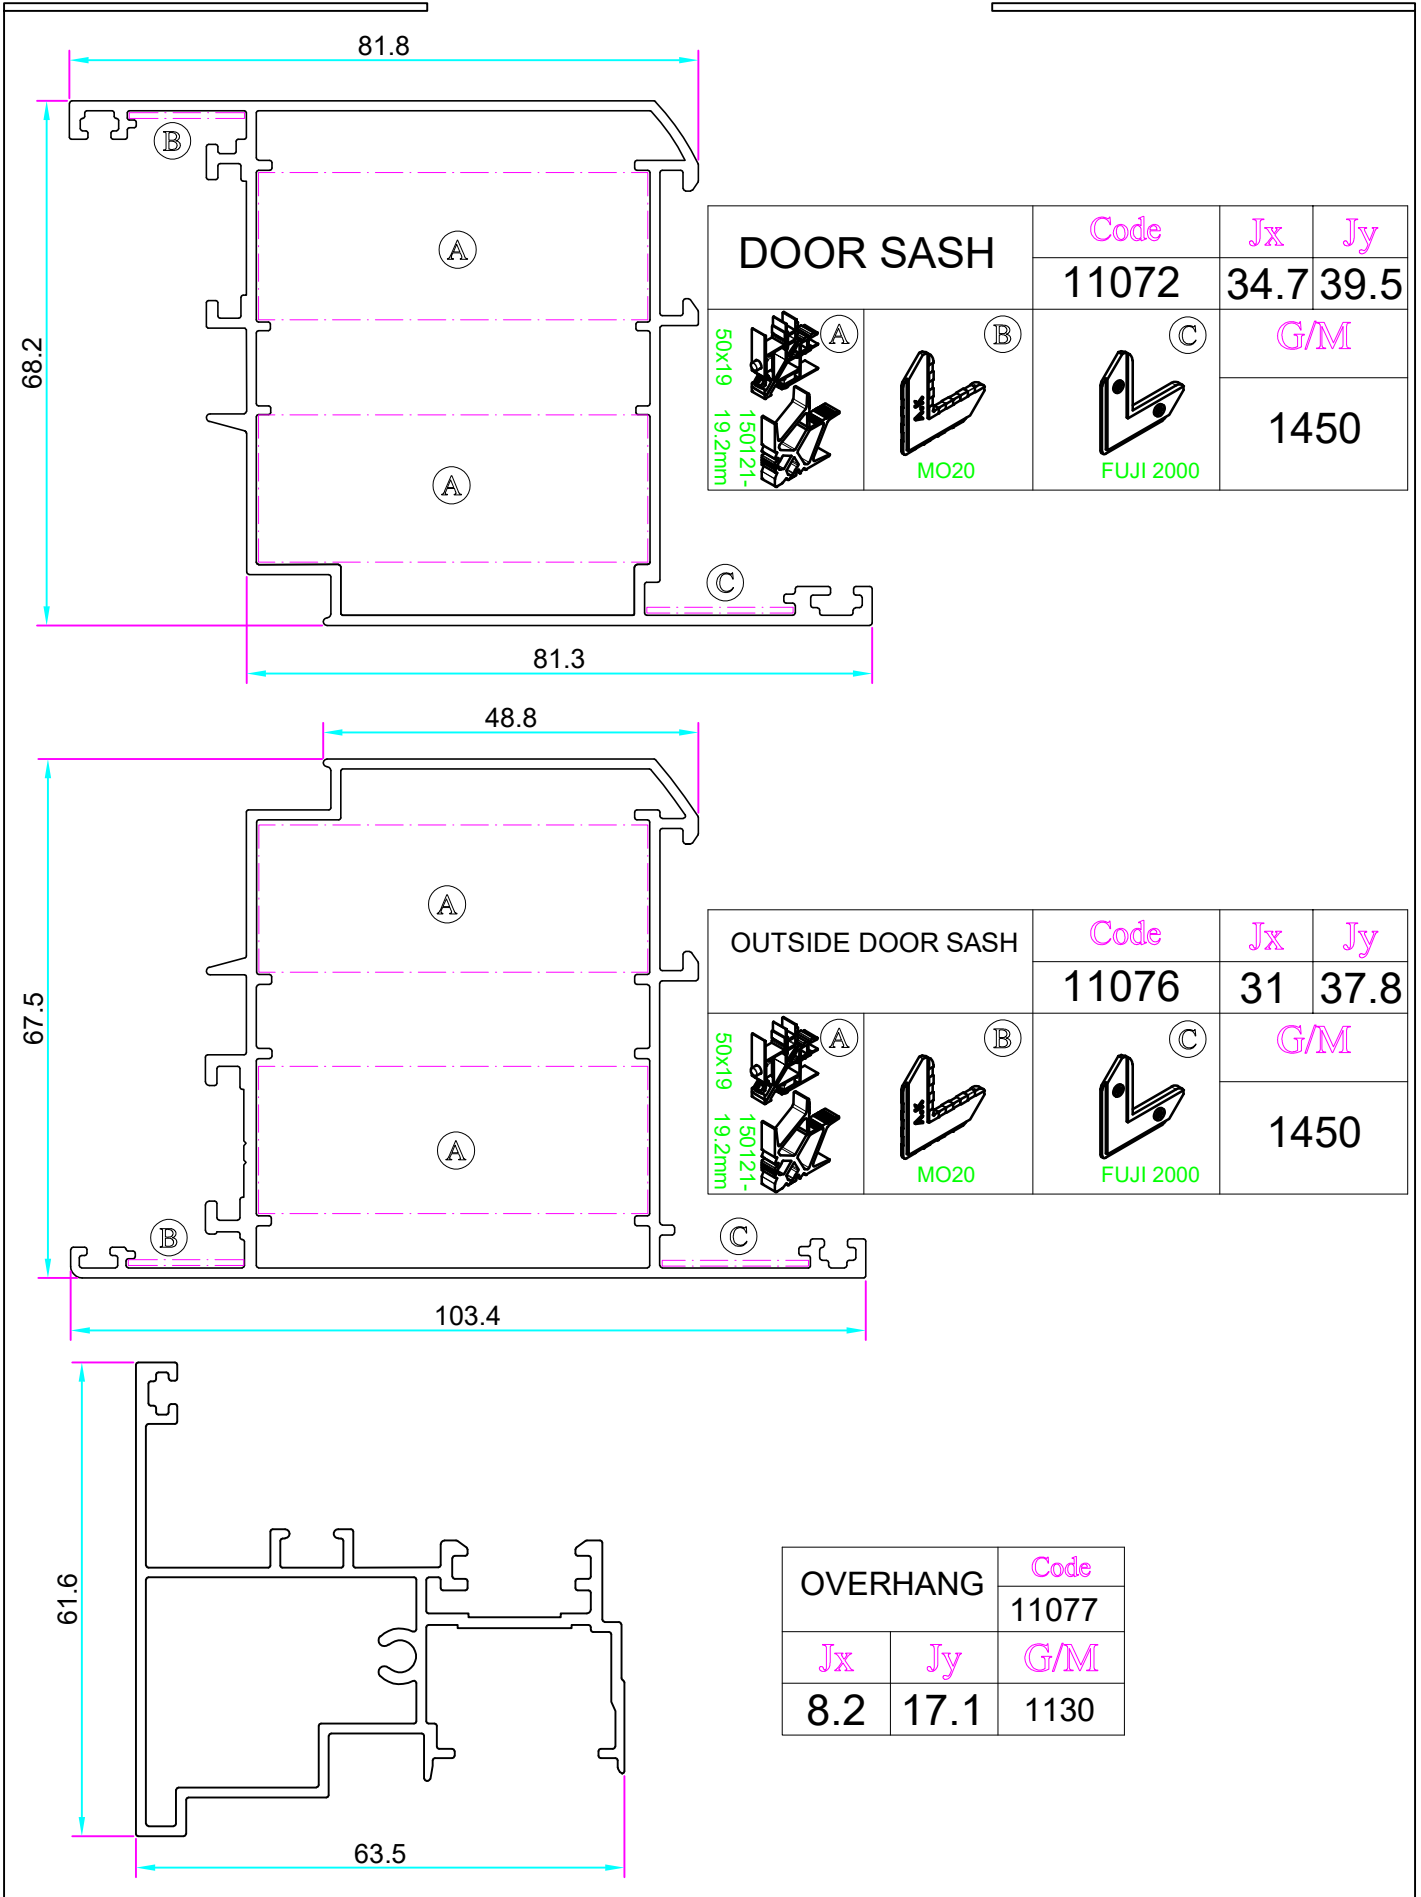 81.8
B
A
68.2
A
C
81.3
DOOR SASH
Code
Jx
Jy
11072
34.7
39.5
A
50x19
150121-
19.2mm
B
A.K.
MO20
C
FUJI 2000
G/M
1450
48.8
A
67.5
A
B
C
103.4
OUTSIDE DOOR SASH
Code
Jx
Jy
11076
31
37.8
A
50x19
150121-
19.2mm
B
A.K.
MO20
C
FUJI 2000
G/M
1450
61.6
63.5
OVERHANG
Code
11077
Jx
Jy
G/M
8.2
17.1
1130